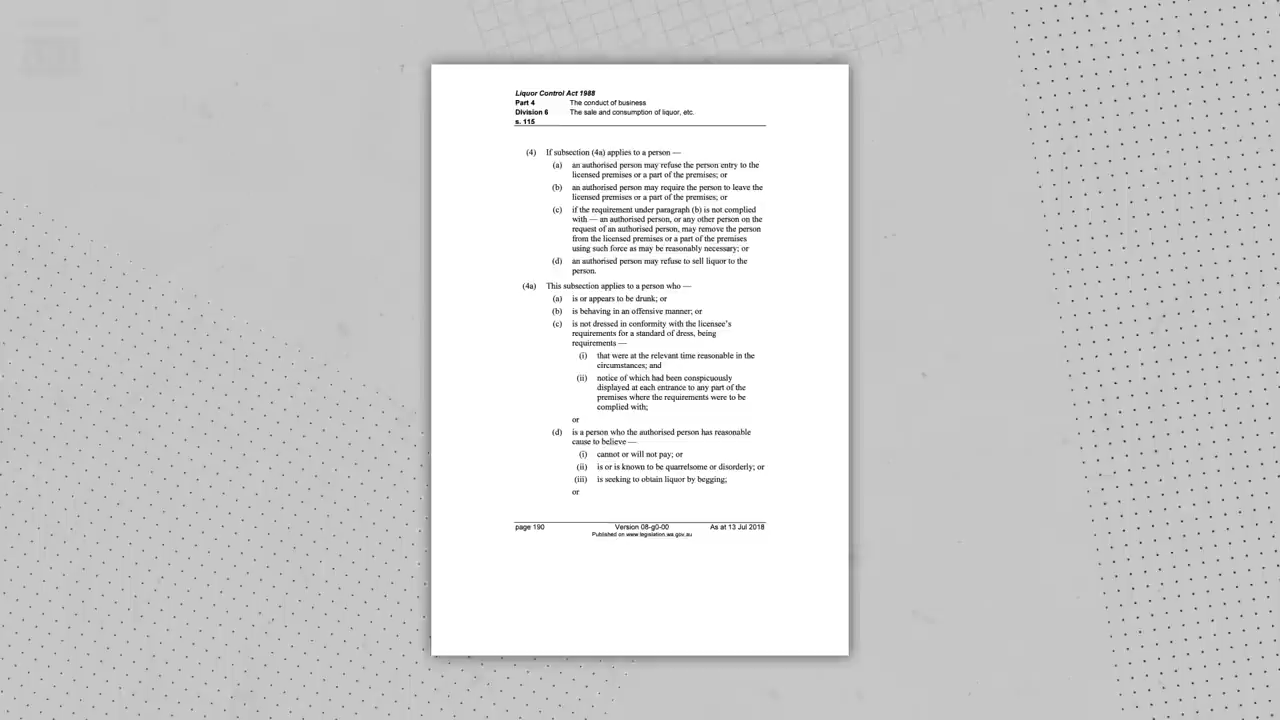 Liquor Control Act 1988
Part 4 The conduct of business
Division 6 The sale and consumption of liquor, etc.
s. 115
(4) If subsection (4a) applies to a person —
(a) an authorised person may refuse the person entry to the
licensed premises or a part of the premises; or
(b) an authorised person may require the person to leave the
licensed premises or a part of the premises; or
(c) if the requirement under paragraph (b) is not complied
with — an authorised person, or any other person on the
request of an authorised person, may remove the person
from the licensed premises or a part of the premises
using such force as may be reasonably necessary; or
(d) an authorised person may refuse to sell liquor to the
person.
(4a) This subsection applies to a person who —
(a) is or appears to be drunk; or
(b) is behaving in an offensive manner; or
(c) is not dressed in conformity with the licensee's
requirements for a standard of dress, being
requirements —
(i) that were at the relevant time reasonable in the
circumstances; and
(ii) notice of which had been conspicuously
displayed at each entrance to any part of the
premises where the requirements were to be
complied with;
or
(d) is a person who the authorised person has reasonable
cause to believe —
(i) cannot or will not pay; or
(ii) is or is known to be quarrelsome or disorderly; or
(iii) is seeking to obtain liquor by begging;
or
page 190 Version 08-g0-00 As at 13 Jul 2018
Published on www.legislation.wa.gov.au